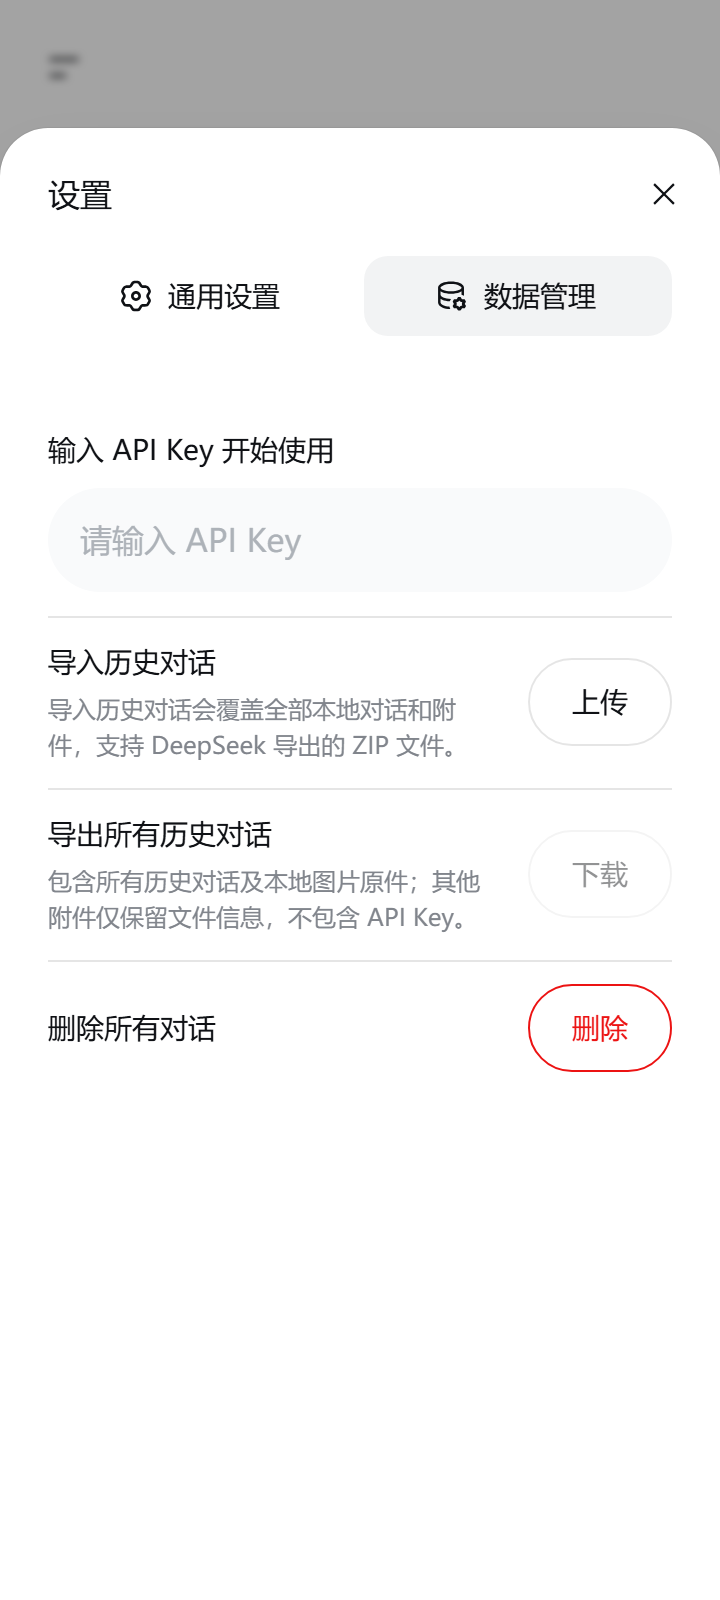 设置
通用设置
数据管理
输入 API Key 开始使用
请输入 API Key
导入历史对话
导入历史对话会覆盖全部本地对话和附
件，支持 DeepSeek 导出的 ZIP 文件。
上传
导出所有历史对话
包含所有历史对话及本地图片原件；其他
附件仅保留文件信息，不包含 API Key。
下载
删除所有对话
删除